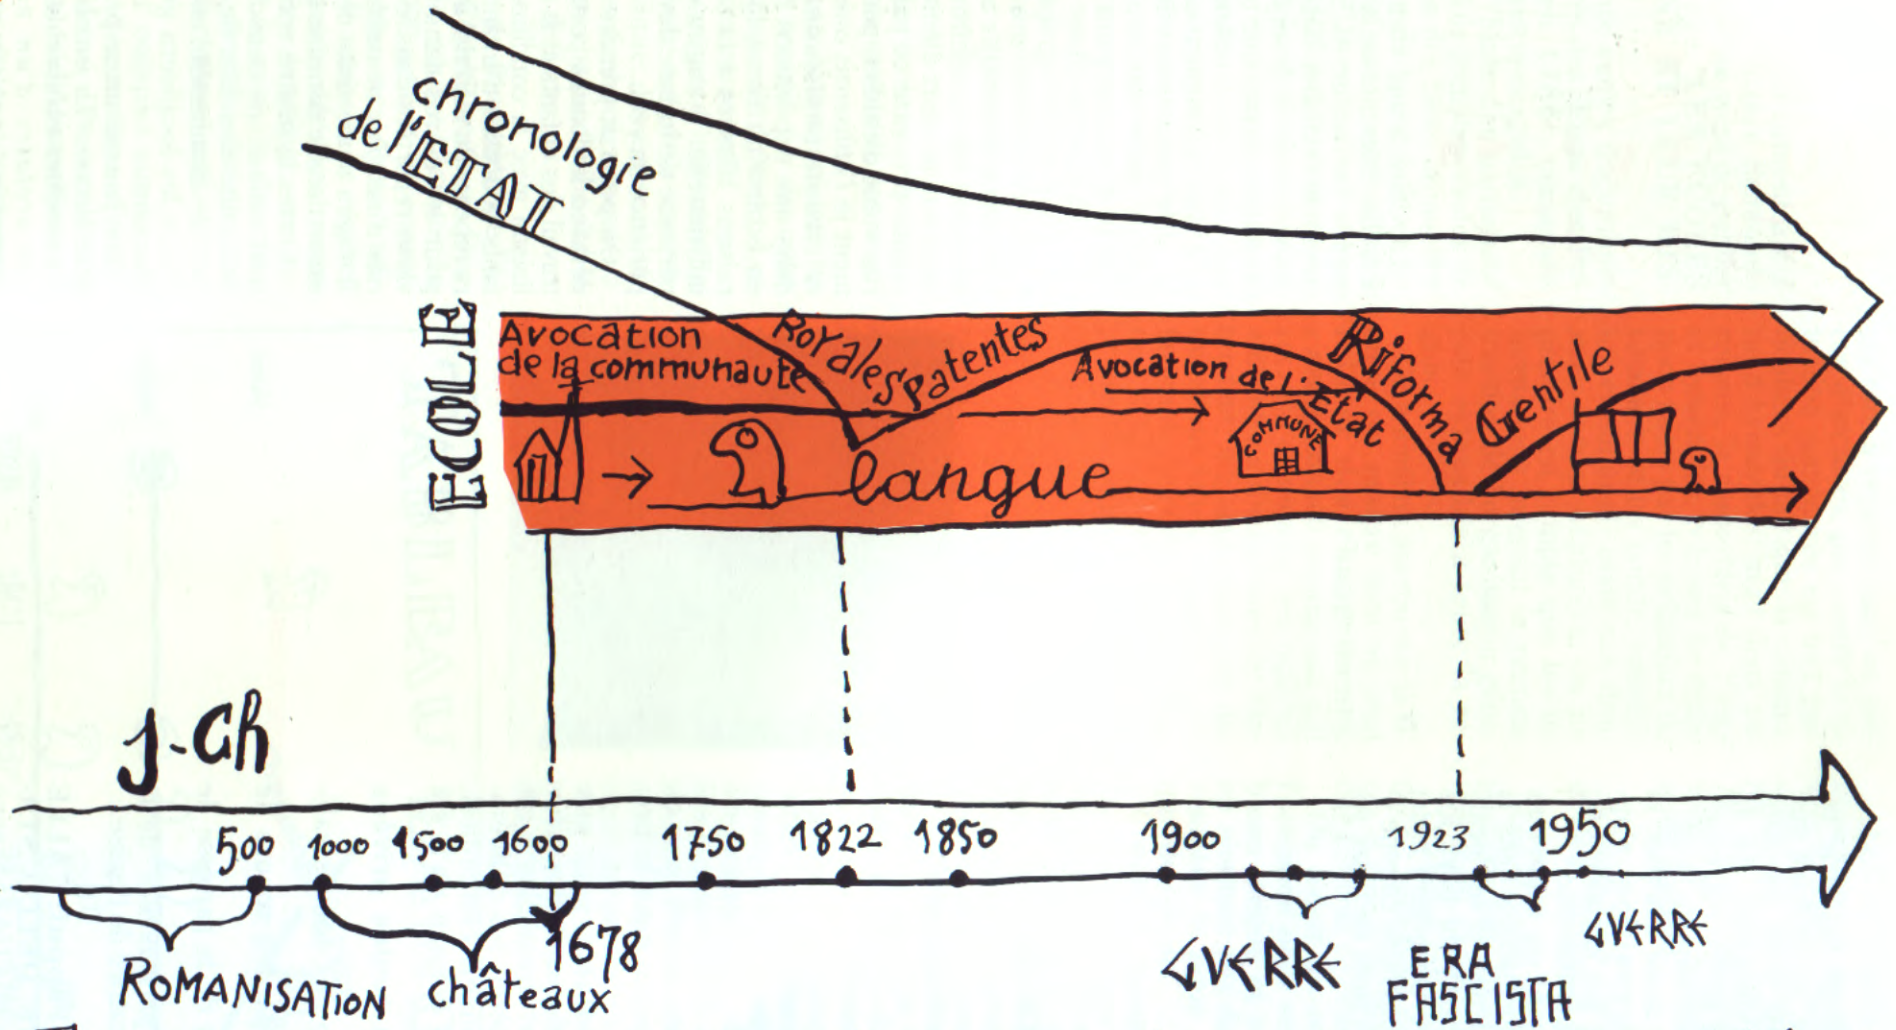 chronologie
de l'ETAT
ECOLE
Avocation
de la communauté
Royales patentes
Avocation de l'Etat
Riforma Gentile
COMMUNE
langue
J-Ch
500 1000 1500 1600 1750 1822 1850 1900 1923 1950
1678
ROMANISATION
châteaux
GUERRE
ERA
FASCISTA
GUERRE